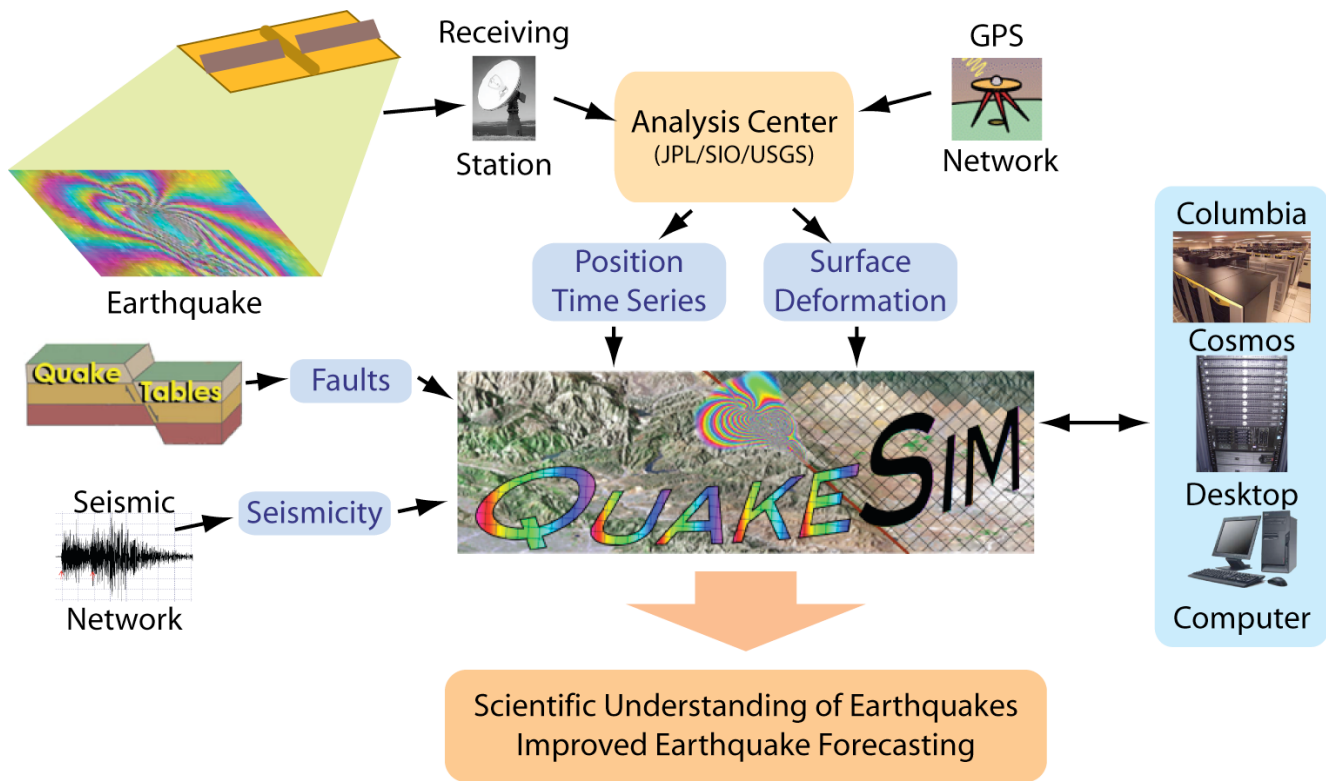 Receiving
Station
GPS
Network
Analysis Center
(JPL/SIO/USGS)
Earthquake
Position
Time Series
Surface
Deformation
Columbia
Cosmos
Desktop
Computer
Quake
Tables
Faults
Seismic
Network
Seismicity
QUAKESIM
Scientific Understanding of Earthquakes
Improved Earthquake Forecasting